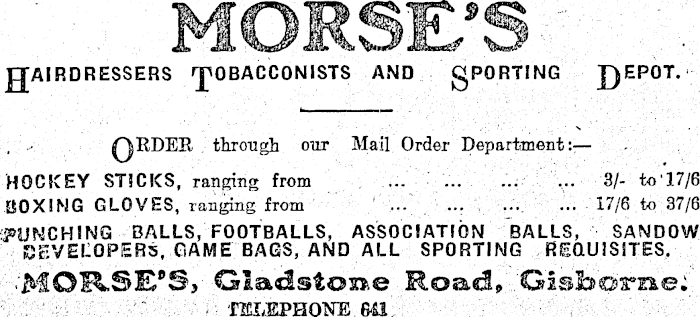 MORSE'S
HAIRDRESSERS TOBACCONISTS AND SPORTING DEPOT.
ORDER through our Mail Order Department:—
HOCKEY STICKS, ranging from ... ... ... 3/- to 17/6
BOXING GLOVES, ranging from ... ... ... 17/6 to 37/6
PUNCHING BALLS, FOOTBALLS, ASSOCIATION BALLS, SANDOW
DEVELOPERS, GAME BAGS, AND ALL SPORTING REQUISITES.
MORSE'S, Gladstone Road, Gisborne.
TELEPHONE 641